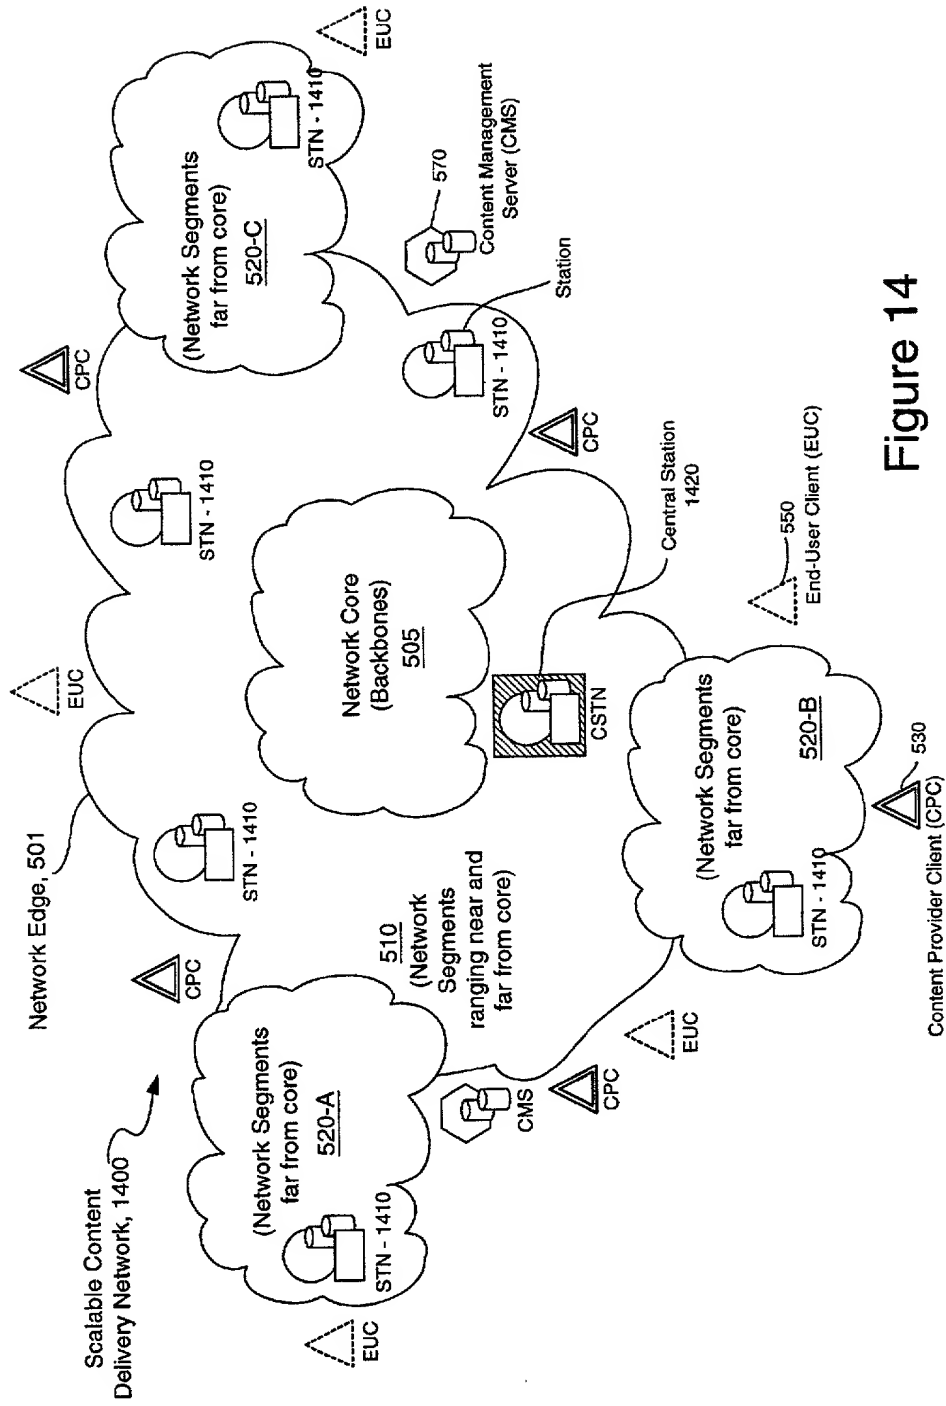 Scalable Content
Delivery Network, 1400
Network Edge, 501
EUC
CPC
EUC
CPC
EUC
(Network Segments
far from core)
520-A
STN - 1410
STN - 1410
STN - 1410
(Network Segments
far from core)
520-C
STN - 1410
510
(Network
Segments
ranging near and
far from core)
Network Core
(Backbones)
505
STN - 1410
Station
570
Content Management
Server (CMS)
CMS
CPC
EUC
CSTN
Central Station
1420
CPC
(Network Segments
far from core)
520-B
STN - 1410
550
End-User Client (EUC)
530
Content Provider Client (CPC)
Figure 14